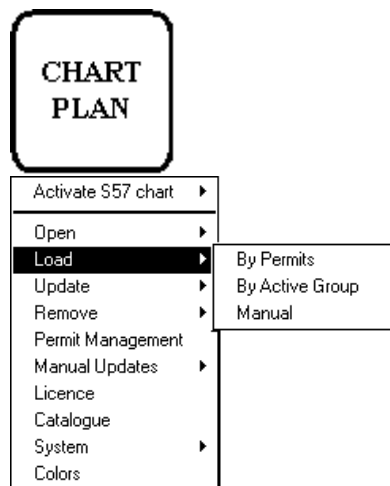 CHART
PLAN
Activate S57 chart
Open
Load
By Permits
Update
By Active Group
Remove
Manual
Permit Management
Manual Updates
Licence
Catalogue
System
Colors